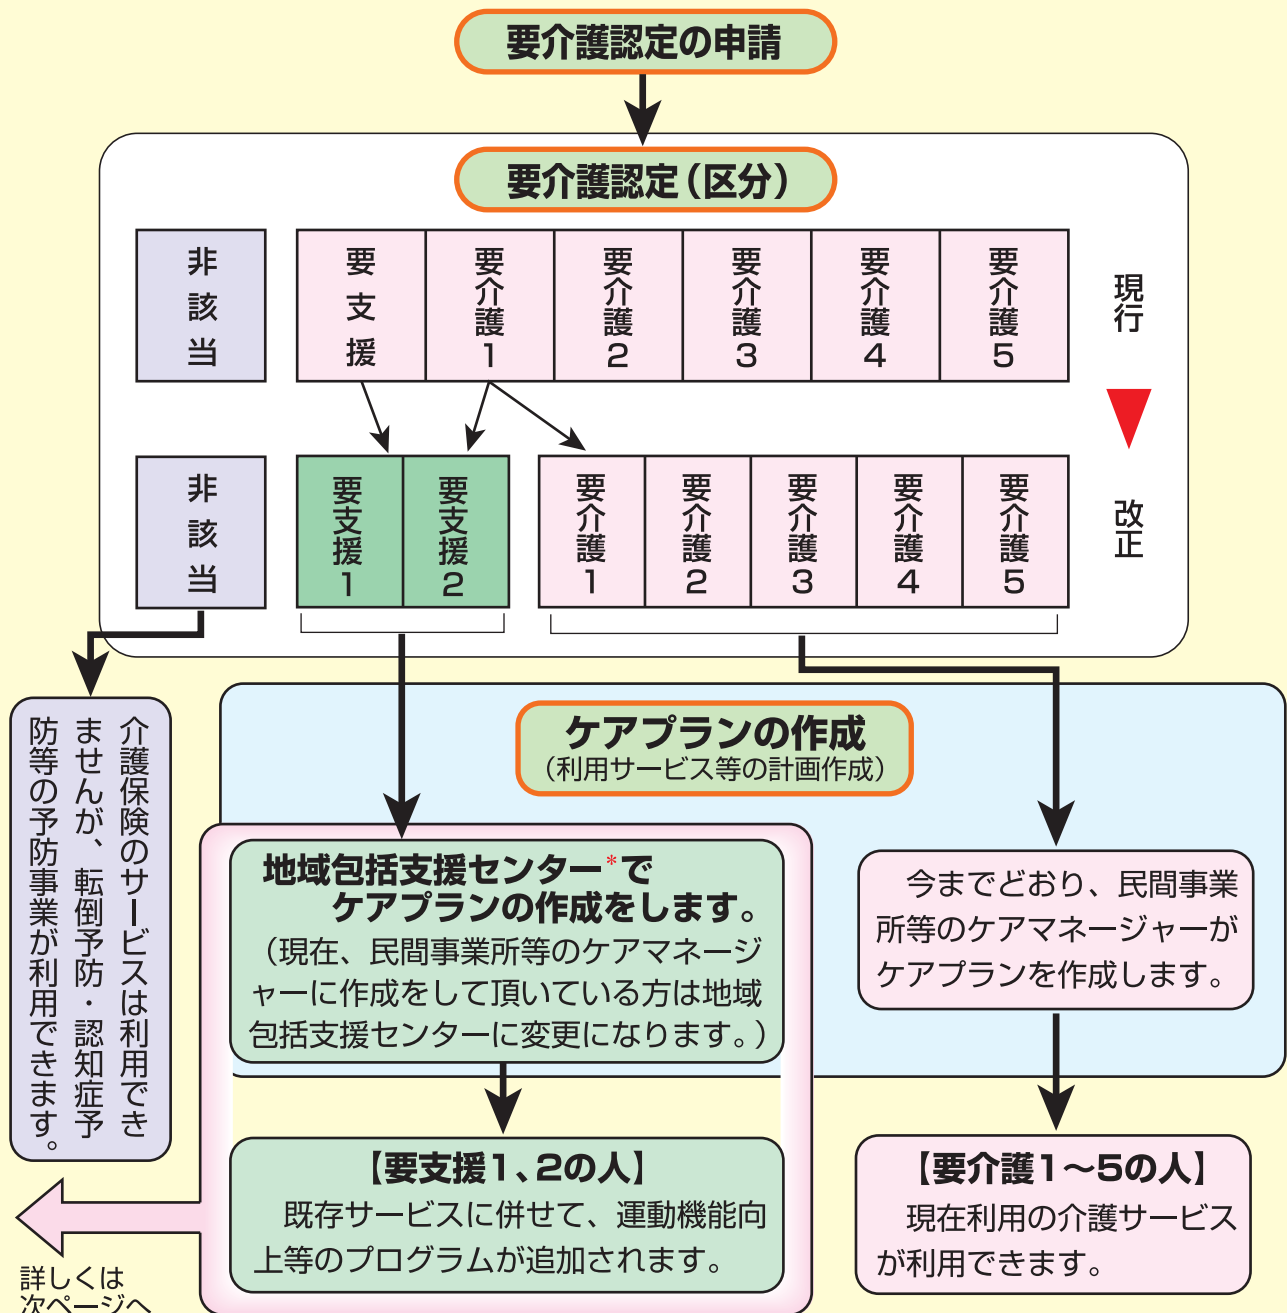 要介護認定の申請
要介護認定（区分）
非該当
要支援
要介護1
要介護2
要介護3
要介護4
要介護5
現行
非該当
要支援1
要支援2
要介護1
要介護2
要介護3
要介護4
要介護5
改正
介護保険のサービスは利用でき
ませんが、転倒予防・認知症予
防等の予防事業が利用できます。
ケアプランの作成
（利用サービス等の計画作成）
地域包括支援センター*で
ケアプランの作成をします。
（現在、民間事業所等のケアマネージ
ャーに作成をして頂いている方は地域
包括支援センターに変更になります。）
今までどおり、民間事業
所等のケアマネージャーが
ケアプランを作成します。
【要支援1、2の人】
既存サービスに併せて、運動機能向
上等のプログラムが追加されます。
【要介護1〜5の人】
現在利用の介護サービス
が利用できます。
詳しくは
次ページへ